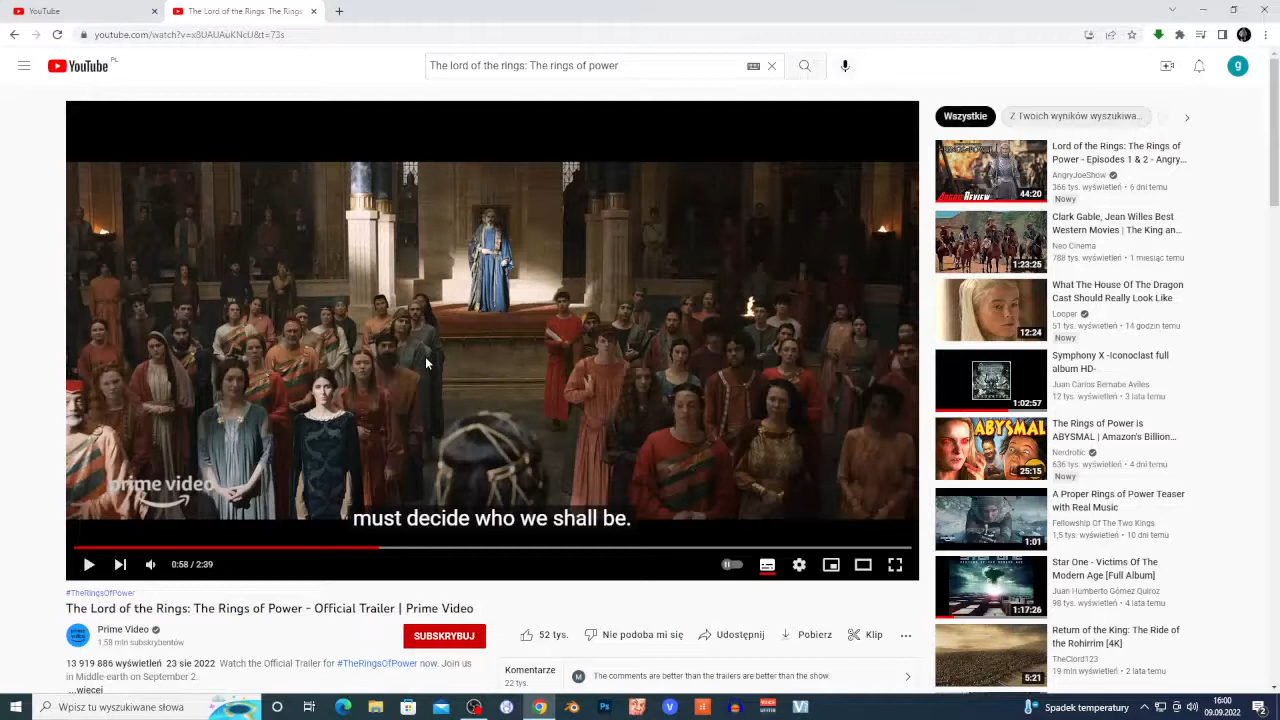 YouTube
The Lord of the Rings: The Rings
youtube.com/watch?v=x8UAUAuKNcU&t=73s
YouTube PL
The lord of the rings: The rings of power
g
prime video
must decide who we shall be.
0:58 / 2:39
#TheRingsOfPower
The Lord of the Rings: The Rings of Power - Official Trailer | Prime Video
Prime Video
1,58 mln subskrybentów
SUBSKRYBUJ
52 tys.
Nie podoba mi się
Udostępnij
Pobierz
Klip
13 919 886 wyświetleń 23 sie 2022 Watch the Official Trailer for #TheRingsOfPower now. Join us
in Middle-earth on September 2.
...więcej
Komentarze
22 tys.
M
The comments are better than the trailers are better than the show.
Wszystkie
Z Twoich wyników wyszukiwa...
44:20
Lord of the Rings: The Rings of
Power - Episodes 1 & 2 - Angry...
AngryJoeShow
366 tys. wyświetleń • 6 dni temu
Nowy
1:23:25
Clark Gable, Jean Willes Best
Western Movies | The King an...
Neo Cinema
788 tys. wyświetleń • 1 miesiąc temu
12:24
What The House Of The Dragon
Cast Should Really Look Like
Looper
51 tys. wyświetleń • 14 godzin temu
Nowy
1:02:57
Symphony X -Iconoclast full
album HD-
Juan Carlos Bernabe Aviles
12 tys. wyświetleń • 3 lata temu
ABYSMAL
25:15
The Rings of Power is
ABYSMAL | Amazon's Billion...
Nerdrotic
636 tys. wyświetleń • 4 dni temu
Nowy
1:01
A Proper Rings of Power Teaser
with Real Music
Fellowship Of The Two Kings
1,5 tys. wyświetleń • 10 dni temu
1:17:26
Star One - Victims Of The
Modern Age [Full Album]
Juan Humberto Gómez Quiroz
98 tys. wyświetleń • 4 lata temu
5:21
Return of the King: The Ride of
the Rohirrim [4K]
TheClord123
19 mln wyświetleń • 2 lata temu
Wpisz tu wyszukiwane słowa
Ps
Spadek temperatury
16:00
09.09.2022